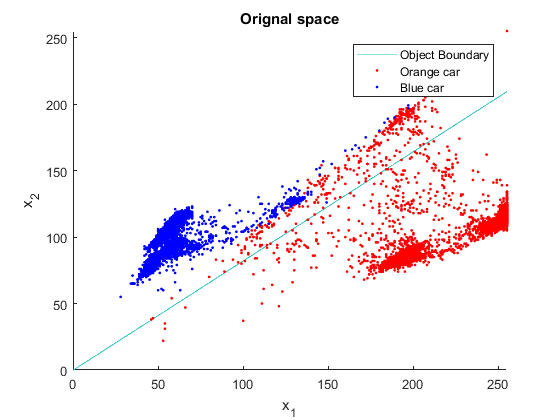 Orignal space
Object Boundary
Orange car
Blue car
250
200
150
100
50
0
x2
0
50
100
150
200
250
x1